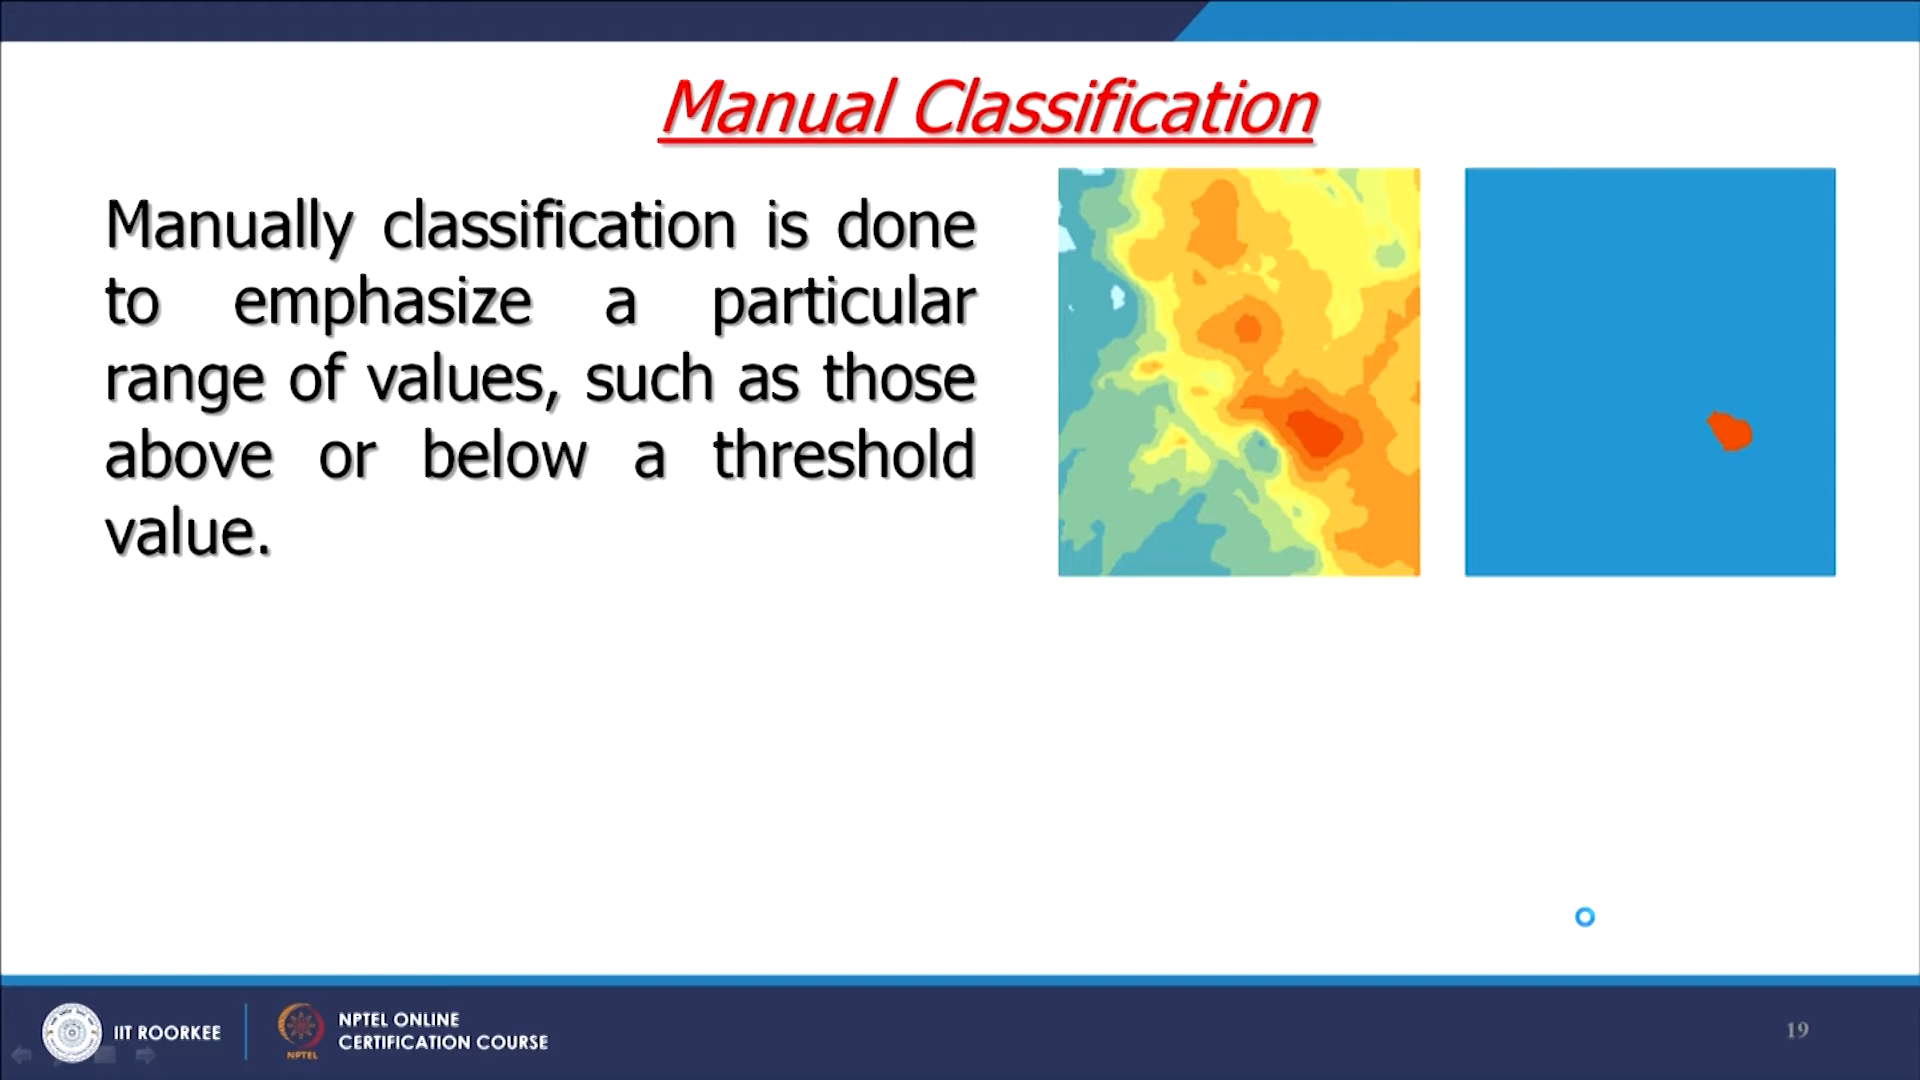 Manual Classification
Manually classification is done
to emphasize a particular
range of values, such as those
above or below a threshold
value.
IIT ROORKEE
NPTEL
NPTEL ONLINE
CERTIFICATION COURSE
19